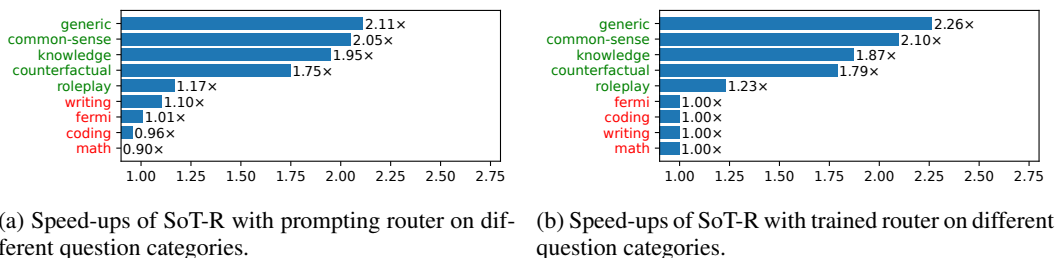 generic 2.11×
common-sense 2.05×
knowledge 1.95×
counterfactual 1.75×
roleplay 1.17×
writing 1.10×
fermi 1.01×
coding 0.96×
math 0.90×
1.00 1.25 1.50 1.75 2.00 2.25 2.50 2.75
(a) Speed-ups of SoT-R with prompting router on dif-
ferent question categories.
generic 2.26×
common-sense 2.10×
knowledge 1.87×
counterfactual 1.79×
roleplay 1.23×
fermi 1.00×
coding 1.00×
writing 1.00×
math 1.00×
1.00 1.25 1.50 1.75 2.00 2.25 2.50 2.75
(b) Speed-ups of SoT-R with trained router on different
question categories.